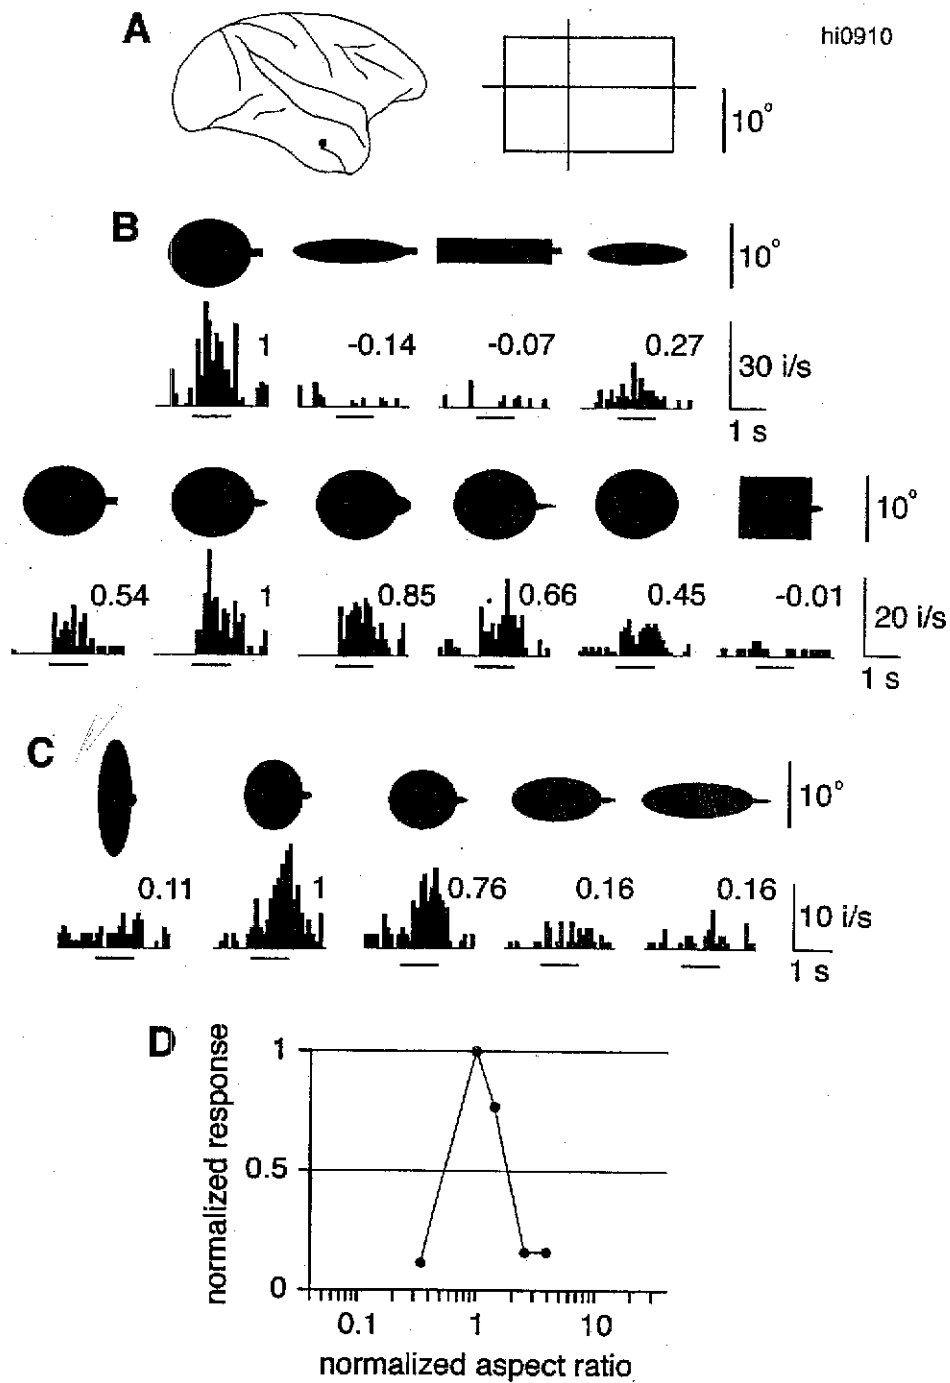 A
hi0910
10°
B
10°
1 -0.14 -0.07 0.27
30 i/s
1 s
10°
0.54 1 0.85 0.66 0.45 -0.01
20 i/s
1 s
C
10°
0.11 1 0.76 0.16 0.16
10 i/s
1 s
D
normalized response
1
0.5
0
0.1 1 10
normalized aspect ratio